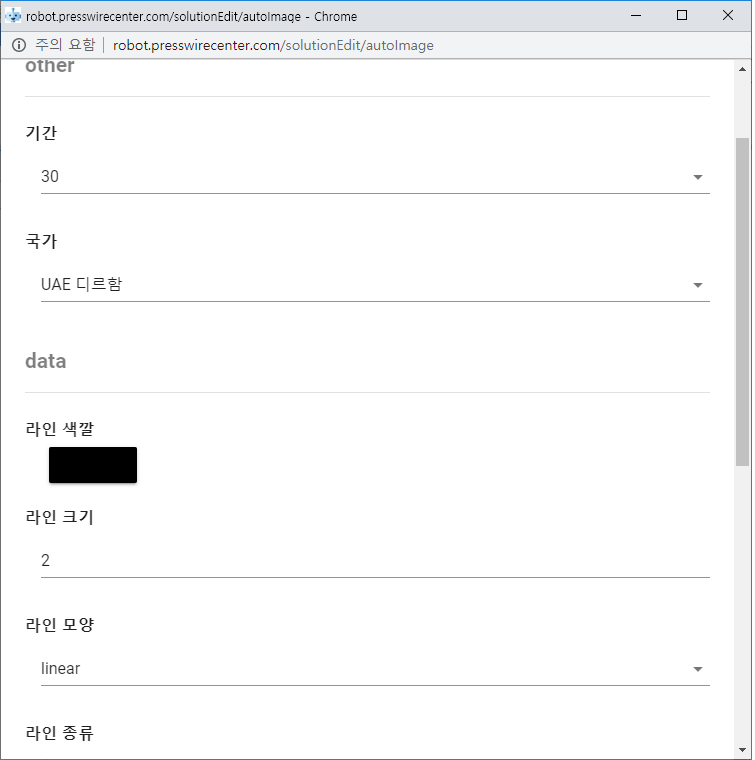 robot.presswirecenter.com/solutionEdit/autoImage - Chrome
주의 요함 robot.presswirecenter.com/solutionEdit/autoImage
other
기간
30
국가
UAE 디르함
data
라인 색깔
라인 크기
2
라인 모양
linear
라인 종류